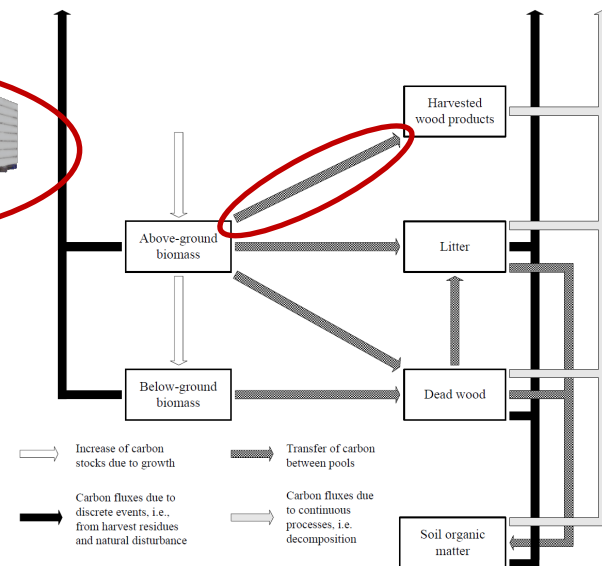 Harvested
wood products
Above-ground
biomass
Litter
Below-ground
biomass
Dead wood
Increase of carbon
stocks due to growth
Transfer of carbon
between pools
Carbon fluxes due to
discrete events, i.e.,
from harvest residues
and natural disturbance
Carbon fluxes due
to continuous
processes, i.e.
decomposition
Soil organic
matter